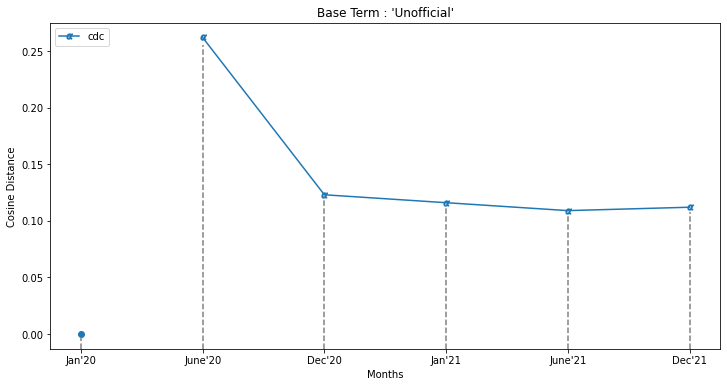 Base Term : 'Unofficial'
cdc
0.25
0.20
0.15
0.10
0.05
0.00
Cosine Distance
Jan'20 June'20 Dec'20 Jan'21 June'21 Dec'21
Months